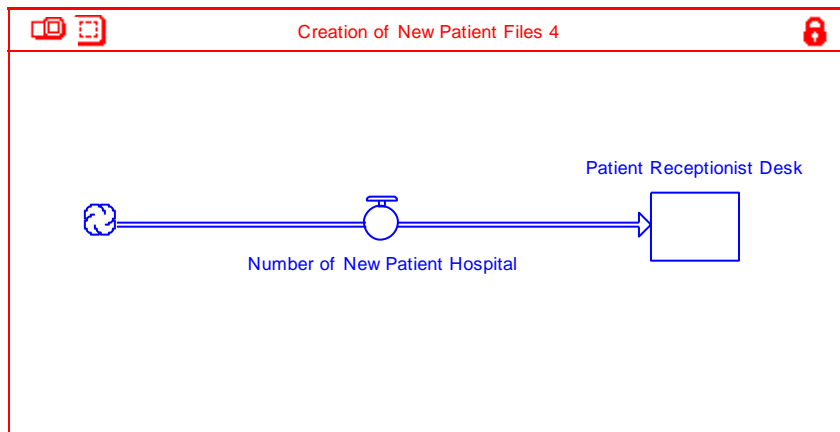 Creation of New Patient Files 4
Patient Receptionist Desk
Number of New Patient Hospital